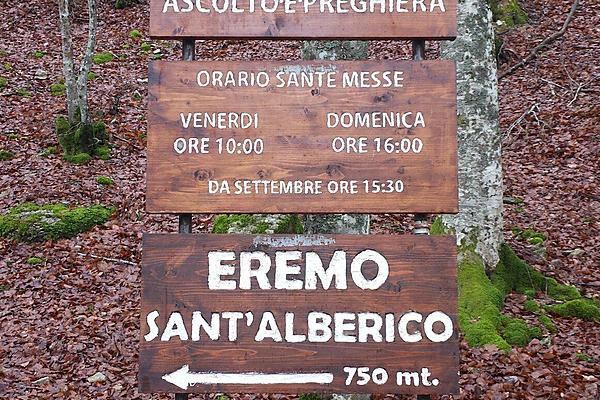 ASCOLTO E PREGHIERA
ORARIO SANTE MESSE
VENERDI DOMENICA
ORE 10:00 ORE 16:00
DA SETTEMBRE ORE 15:30
EREMO
SANT'ALBERICO
750 mt.